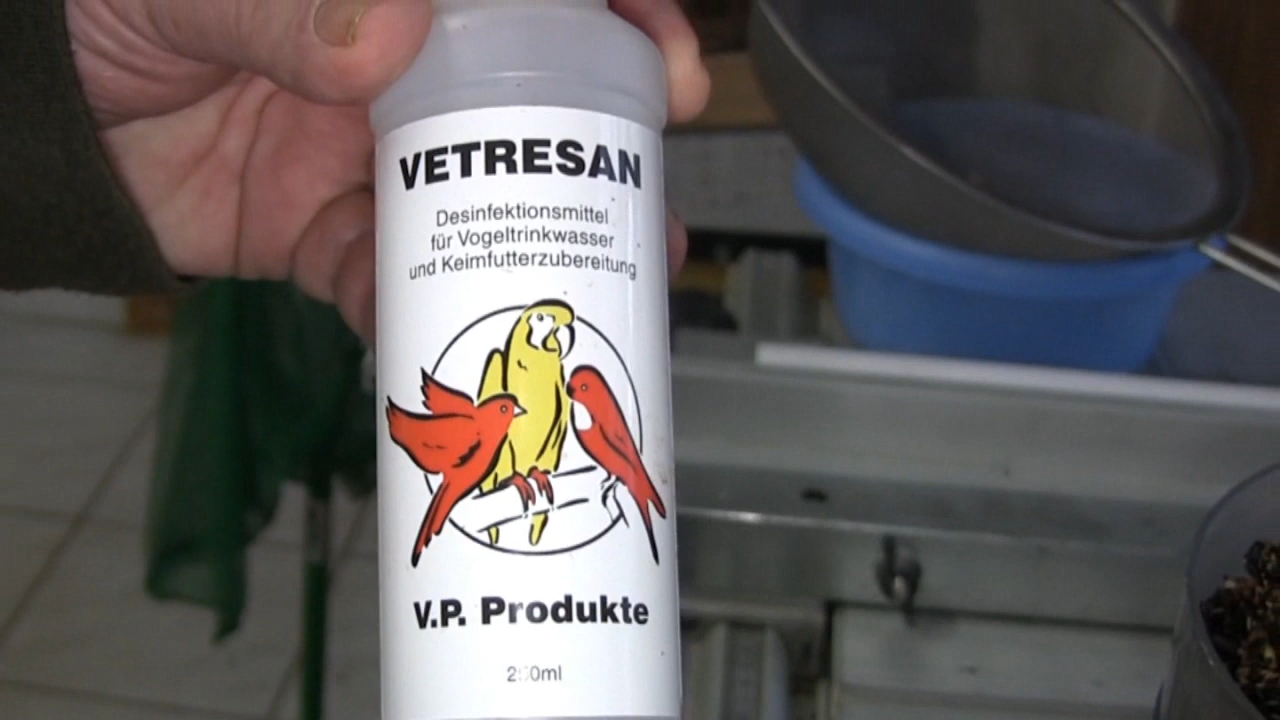 VETRESAN
Desinfektionsmittel
für Vogeltrinkwasser
und Keimfutterzubereitung
V.P. Produkte